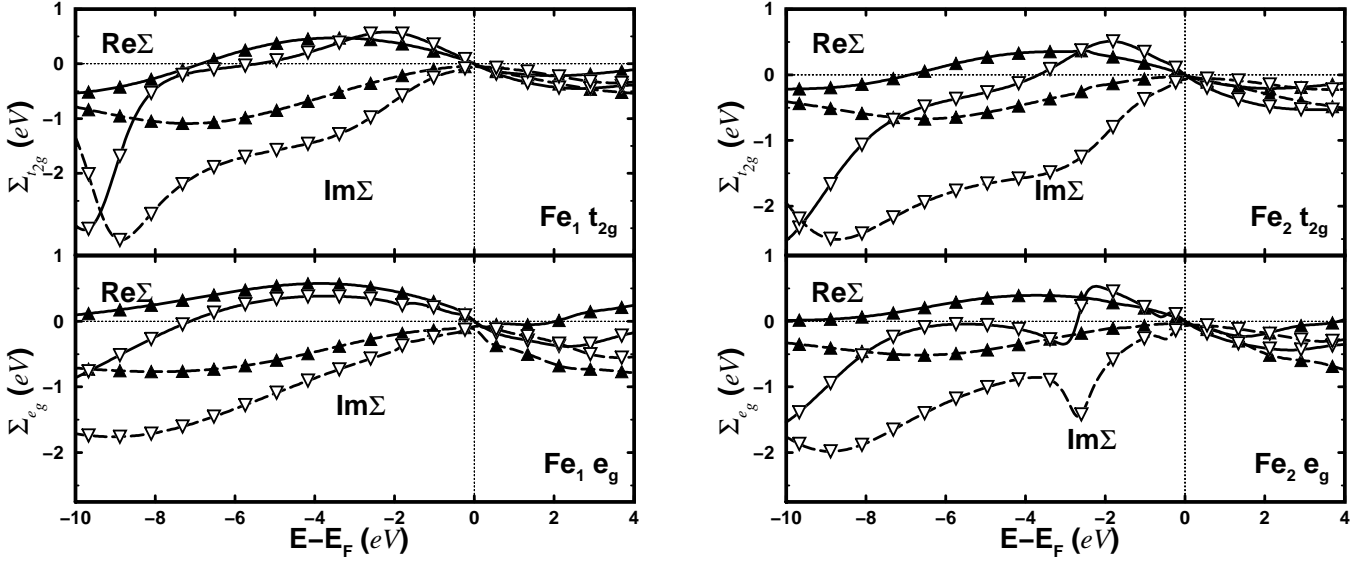 1
0
−1
−2
Σt2g (eV)
ReΣ
ImΣ
Fe1 t2g
1
0
−1
−2
Σeg (eV)
ReΣ
ImΣ
Fe1 eg
−10 −8 −6 −4 −2 0 2 4
E−EF (eV)
1
0
−1
−2
1
Σt2g (eV)
ReΣ
ImΣ
Fe2 t2g
0
−1
−2
Σeg (eV)
ReΣ
ImΣ
Fe2 eg
−10 −8 −6 −4 −2 0 2 4
E−EF (eV)